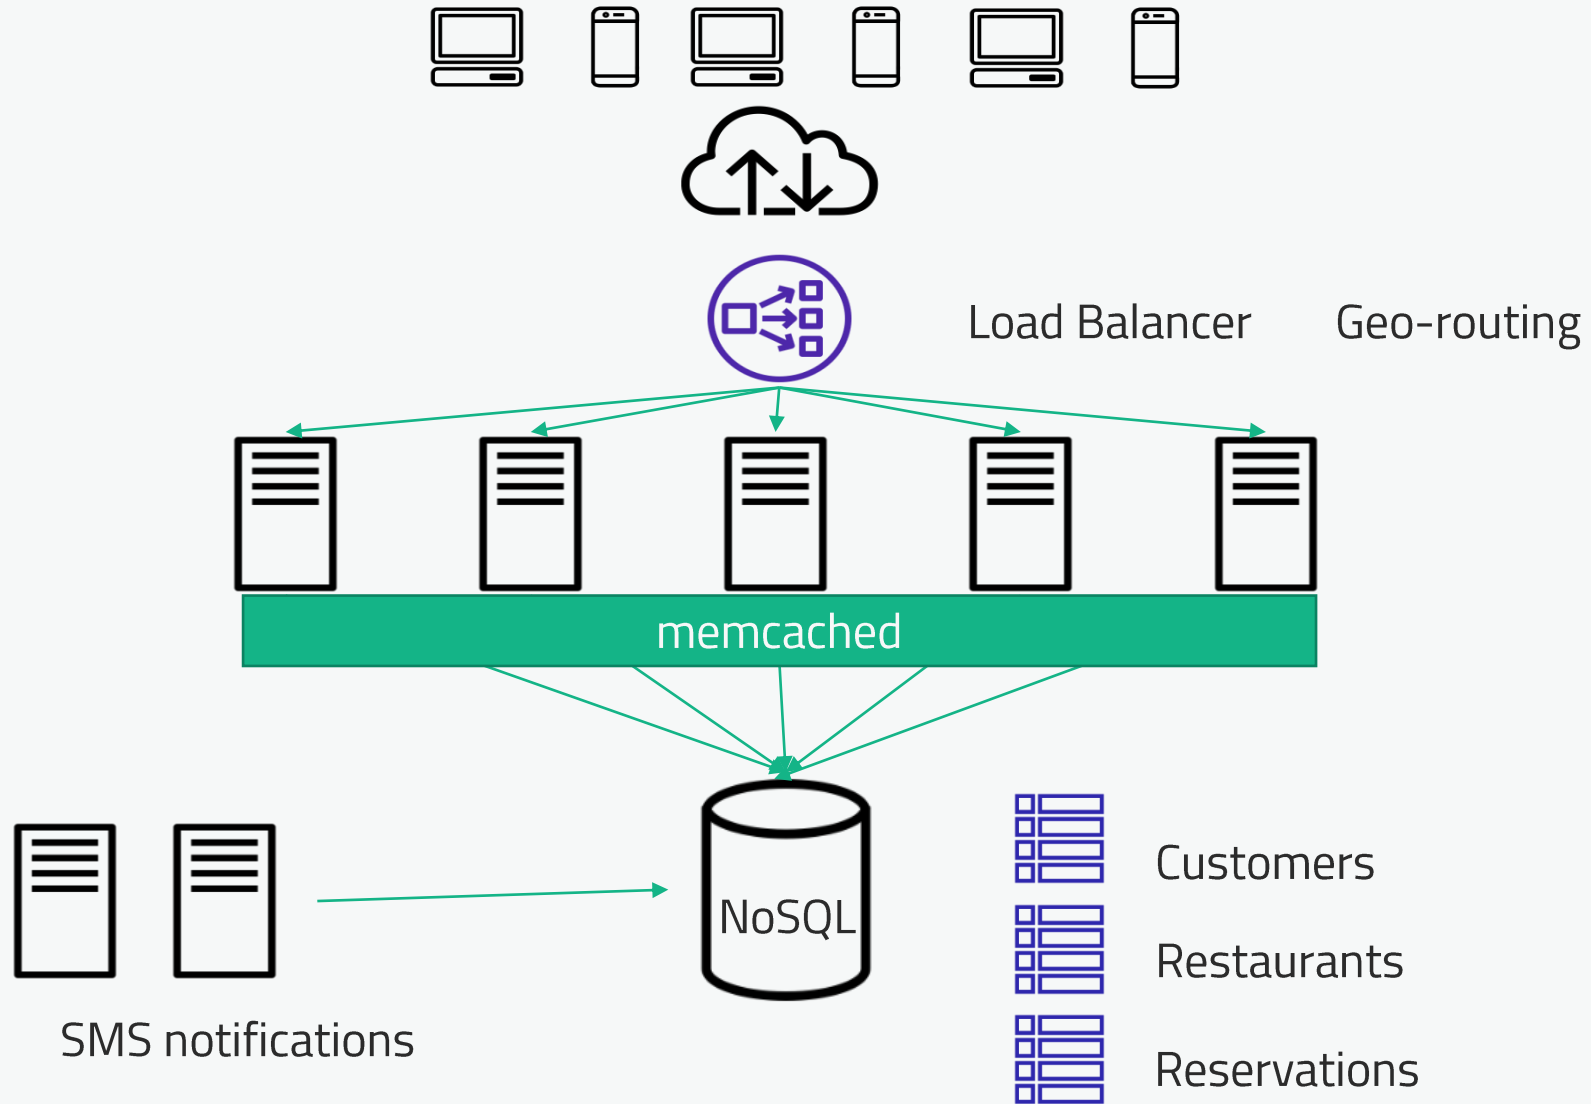 Load Balancer
Geo-routing
memcached
NoSQL
Customers
Restaurants
SMS notifications
Reservations